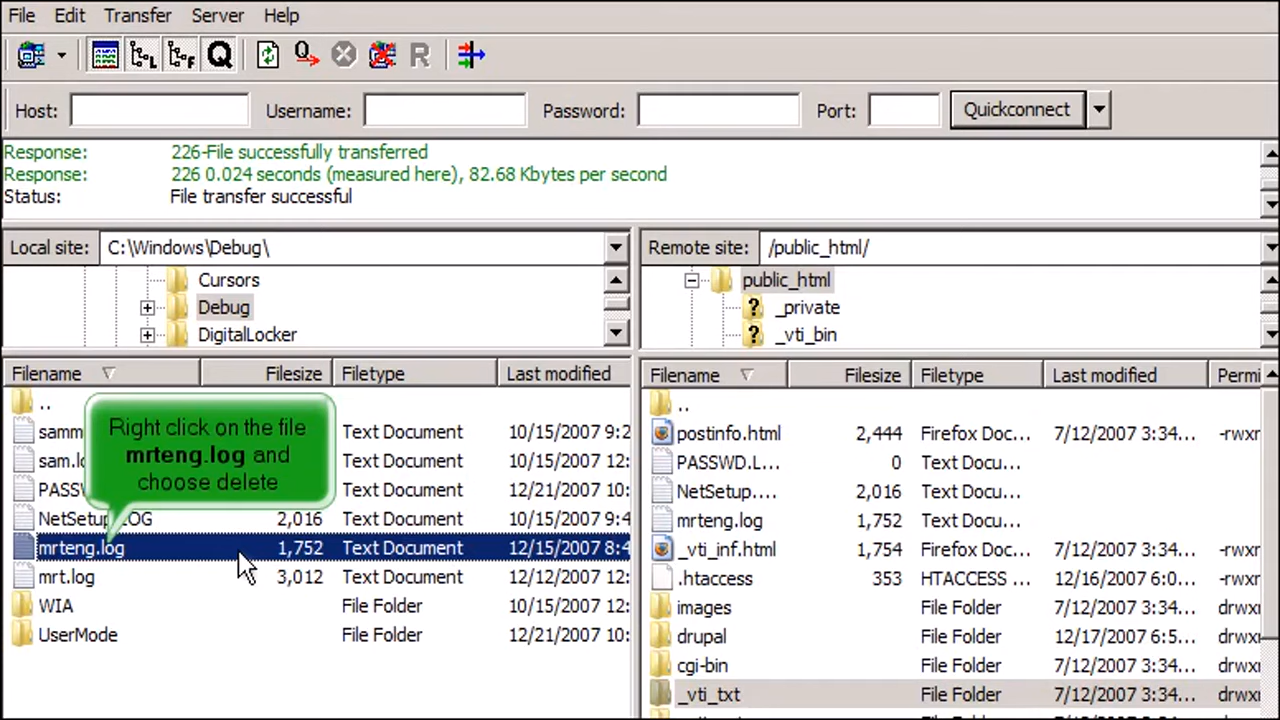 File Edit Transfer Server Help
Q Q R
Host: Username: Password: Port: Quickconnect
Response: 226-File successfully transferred
Response: 226 0.024 seconds (measured here), 82.68 Kbytes per second
Status: File transfer successful
Local site: C:\Windows\Debug\
Cursors
Debug
DigitalLocker
Remote site: /public_html/
public_html
? _private
? _vti_bin
Filename Filesize Filetype Last modified
..
Right click on the file
mrteng.log and
choose delete
samm Text Document 10/15/2007 9:2
sam.lo Text Document 10/15/2007 9:
PASS Text Document 12/21/2007 10:
NetSetup.LOG 2,016 Text Document 10/15/2007 9:4
mrteng.log 1,752 Text Document 12/15/2007 8:4
mrt.log 3,012 Text Document 12/12/2007 12:
WIA File Folder 10/15/2007 12:
UserMode File Folder 12/21/2007 10:
Filename Filesize Filetype Last modified Permi
..
postinfo.html 2,444 Firefox Doc... 7/12/2007 3:34... -rwxr
PASSWD.L... 0 Text Docu...
NetSetup.... 2,016 Text Docu...
mrteng.log 1,752 Text Docu...
_vti_inf.html 1,754 Firefox Doc... 7/12/2007 3:34... -rwxr
.htaccess 353 HTACCESS ... 12/16/2007 6:0... -rwxr
images File Folder 7/12/2007 3:34... drwxr
drupal File Folder 12/17/2007 6:5... drwxr
cgi-bin File Folder 7/12/2007 3:34... drwxr
_vti_txt File Folder 7/12/2007 3:34... drwxr